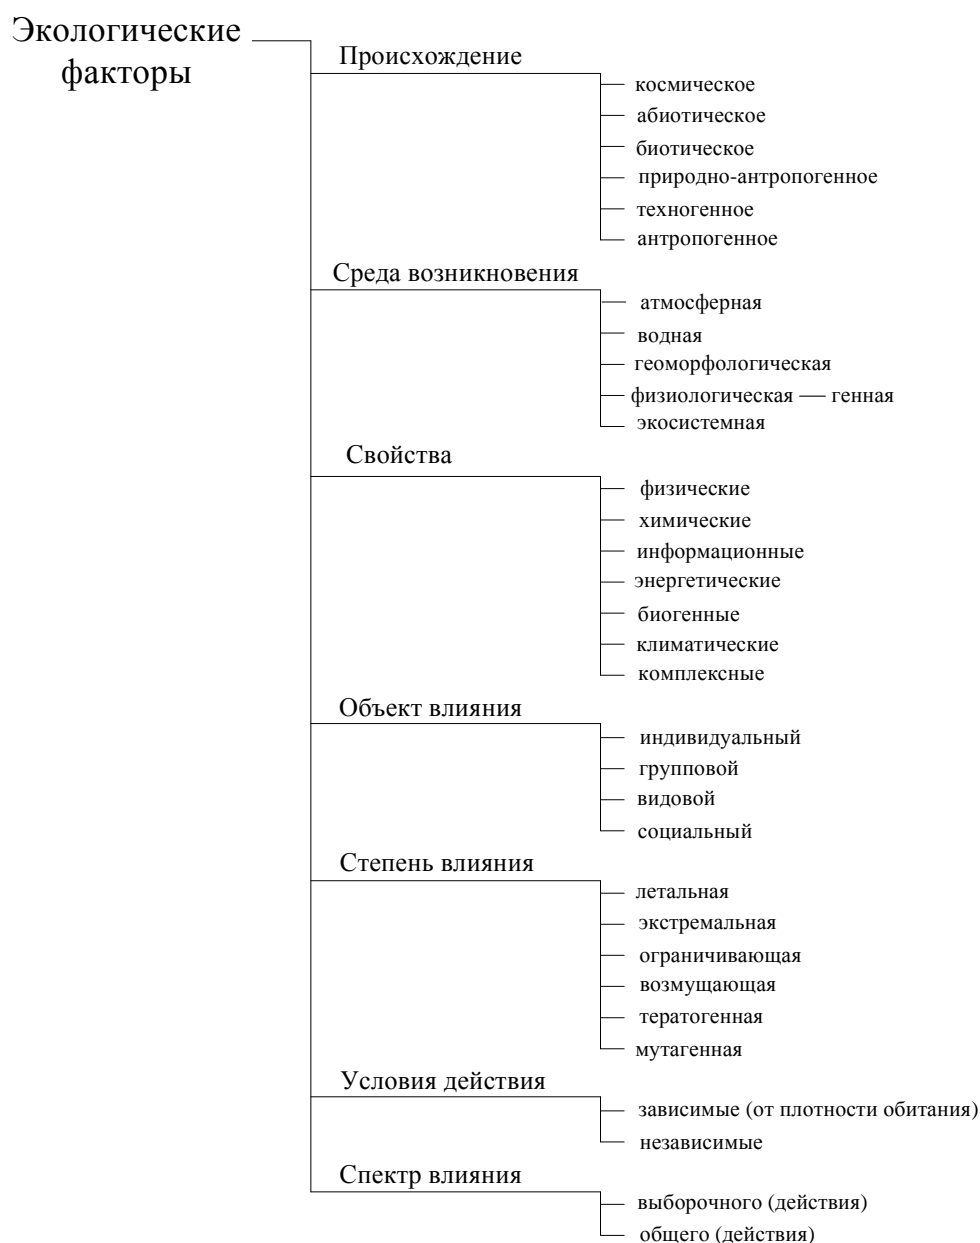 Экологические
факторы
Происхождение
космическое
абиотическое
биотическое
природно-антропогенное
техногенное
антропогенное
Среда возникновения
атмосферная
водная
геоморфологическая
физиологическая — генная
экосистемная
Свойства
физические
химические
информационные
энергетические
биогенные
климатические
комплексные
Объект влияния
индивидуальный
групповой
видовой
социальный
Степень влияния
летальная
экстремальная
ограничивающая
возмущающая
тератогенная
мутагенная
Условия действия
зависимые (от плотности обитания)
независимые
Спектр влияния
выборочного (действия)
общего (действия)